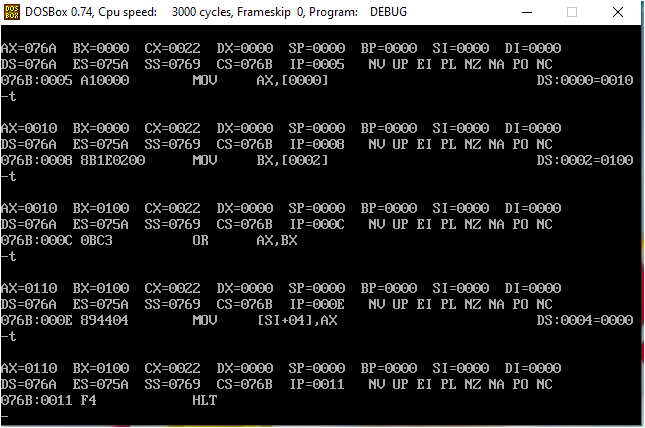 DOS
BOX
DOSBox 0.74, Cpu speed: 3000 cycles, Frameskip 0, Program: DEBUG
AX=076A BX=0000 CX=0022 DX=0000 SP=0000 BP=0000 SI=0000 DI=0000
DS=076A ES=075A SS=0769 CS=076B IP=0005 NV UP EI PL NZ NA PO NC
076B:0005 A10000 MOV AX,[0000] DS:0000=0010
-t
AX=0010 BX=0000 CX=0022 DX=0000 SP=0000 BP=0000 SI=0000 DI=0000
DS=076A ES=075A SS=0769 CS=076B IP=0008 NV UP EI PL NZ NA PO NC
076B:0008 8B1E0200 MOV BX,[0002] DS:0002=0100
-t
AX=0010 BX=0100 CX=0022 DX=0000 SP=0000 BP=0000 SI=0000 DI=0000
DS=076A ES=075A SS=0769 CS=076B IP=000C NV UP EI PL NZ NA PO NC
076B:000C 0BC3 OR AX,BX
-t
AX=0110 BX=0100 CX=0022 DX=0000 SP=0000 BP=0000 SI=0000 DI=0000
DS=076A ES=075A SS=0769 CS=076B IP=000E NV UP EI PL NZ NA PO NC
076B:000E 894404 MOV [SI+04],AX DS:0004=0000
-t
AX=0110 BX=0100 CX=0022 DX=0000 SP=0000 BP=0000 SI=0000 DI=0000
DS=076A ES=075A SS=0769 CS=076B IP=0011 NV UP EI PL NZ NA PO NC
076B:0011 F4 HLT
-